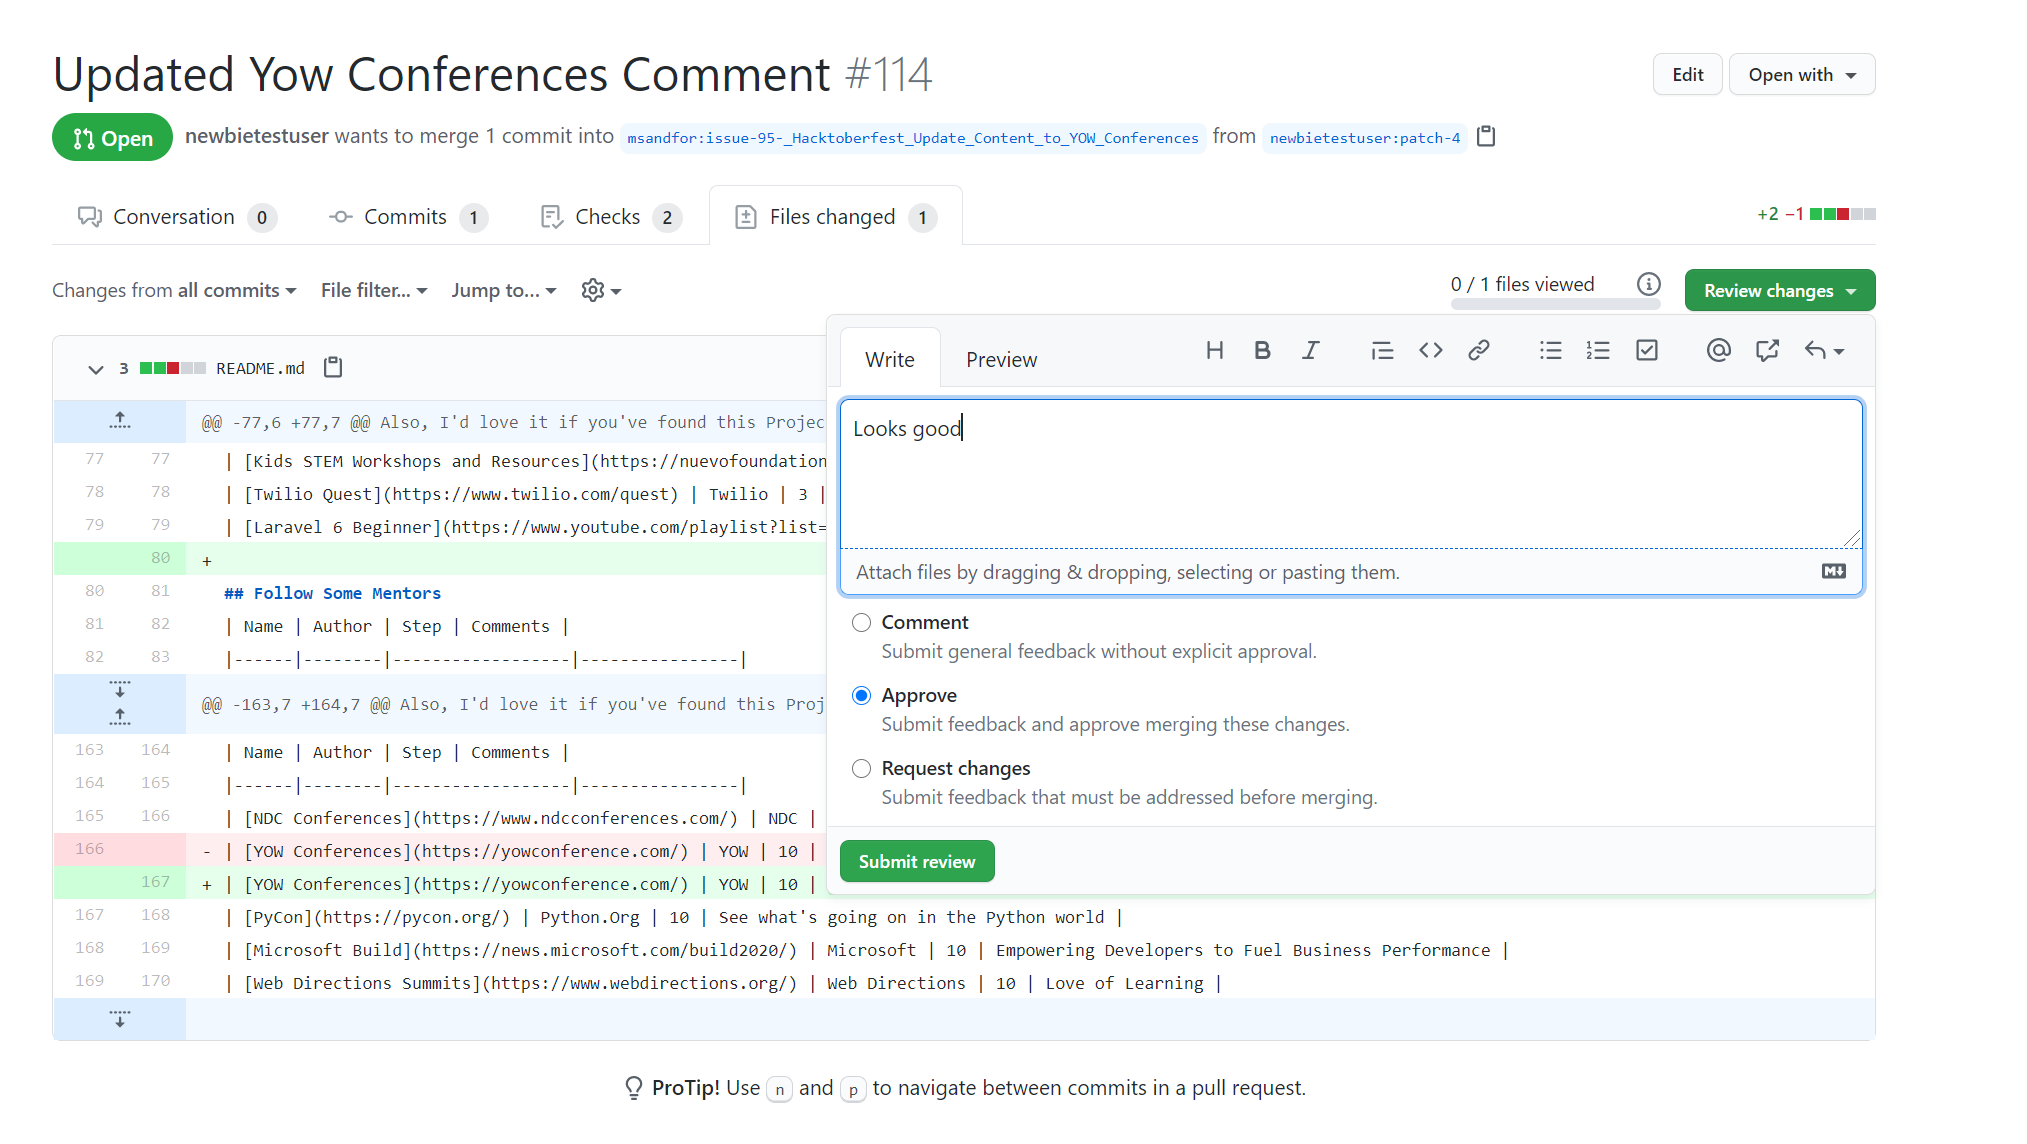 Updated Yow Conferences Comment #114
Edit
Open with
Open
newbietestuser wants to merge 1 commit into msandfor:issue-95-_Hacktoberfest_Update_Content_to_YOW_Conferences from newbietestuser:patch-4
Conversation 0
Commits 1
Checks 2
Files changed 1
+2 −1
Changes from all commits
File filter...
Jump to...
0 / 1 files viewed
Review changes
3 README.md
Write
Preview
Looks good
Attach files by dragging & dropping, selecting or pasting them.
Comment
Submit general feedback without explicit approval.
Approve
Submit feedback and approve merging these changes.
Request changes
Submit feedback that must be addressed before merging.
Submit review
@@ -77,6 +77,7 @@ Also, I'd love it if you've found this Projec
77 77 | [Kids STEM Workshops and Resources](https://nuevofoundation
78 78 | [Twilio Quest](https://www.twilio.com/quest) | Twilio | 3 |
79 79 | [Laravel 6 Beginner](https://www.youtube.com/playlist?list=
80 +
80 81 ## Follow Some Mentors
81 82 | Name | Author | Step | Comments |
82 83 |------|--------|------------------|----------------|
@@ -163,7 +164,7 @@ Also, I'd love it if you've found this Proj
163 164 | Name | Author | Step | Comments |
164 165 |------|--------|------------------|----------------|
165 166 | [NDC Conferences](https://www.ndcconferences.com/) | NDC |
166 - | [YOW Conferences](https://yowconference.com/) | YOW | 10 |
167 + | [YOW Conferences](https://yowconference.com/) | YOW | 10 |
167 168 | [PyCon](https://pycon.org/) | Python.Org | 10 | See what's going on in the Python world |
168 169 | [Microsoft Build](https://news.microsoft.com/build2020/) | Microsoft | 10 | Empowering Developers to Fuel Business Performance |
169 170 | [Web Directions Summits](https://www.webdirections.org/) | Web Directions | 10 | Love of Learning |
ProTip! Use n and p to navigate between commits in a pull request.